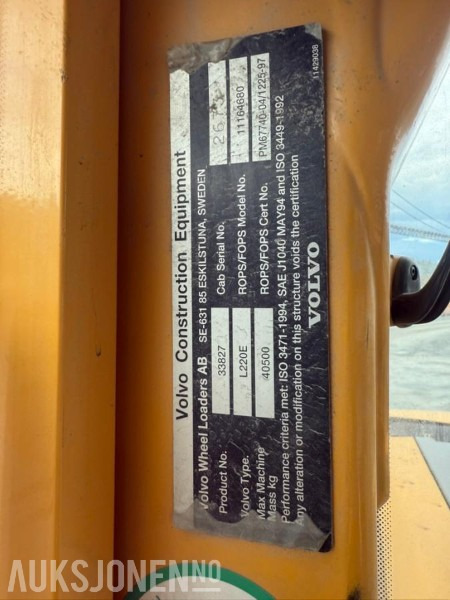 Volvo Construction Equipment
Volvo Wheel Loaders AB SE-631 85 ESKILSTUNA, SWEDEN
Product No. 33827 Cab Serial No.
Volvo Type. L220E ROPS/FOPS Model No. 11164680
Max Machine Mass kg 40500 ROPS/FOPS Cert No. PM67740-04/1225-97
Performance criteria met: ISO 3471-1994, SAE J1040 MAY94 and ISO 3449-1992
Any alteration or modification on this structure voids the certification
VOLVO
11429038
AUKSJONEN.NO